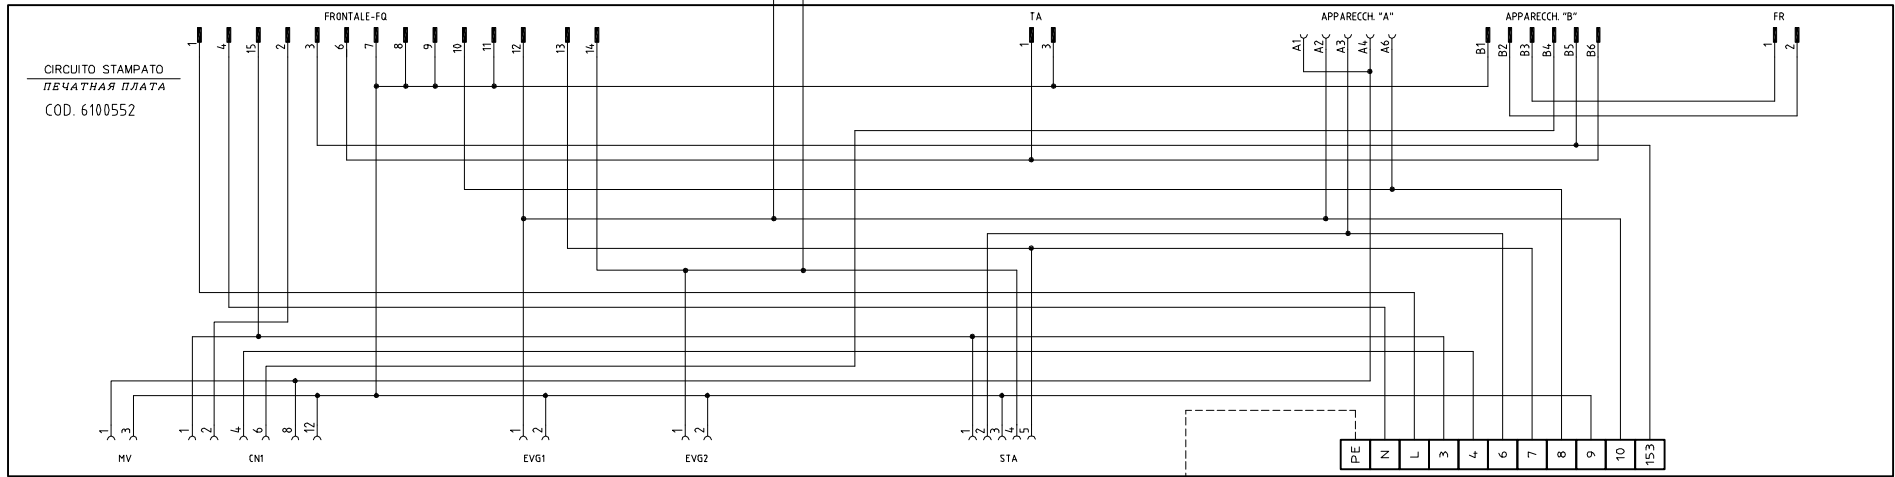 FRONTALE-FQ TA APPARECCH. "A" APPARECCH. "B" FR
1 4 15 2 3 6 7 8 9 10 11 12 13 14 1 3 A1 A2 A3 A4 A6 B1 B2 B3 B4 B5 B6 1 2
CIRCUITO STAMPATO
ПЕЧАТНАЯ ПЛАТА
COD. 6100552
1 3 1 2 4 6 8 12 1 2 1 2 1 2 3 4 5
MV CN1 EVG1 EVG2 STA
PE N L 3 4 6 7 8 9 10 153